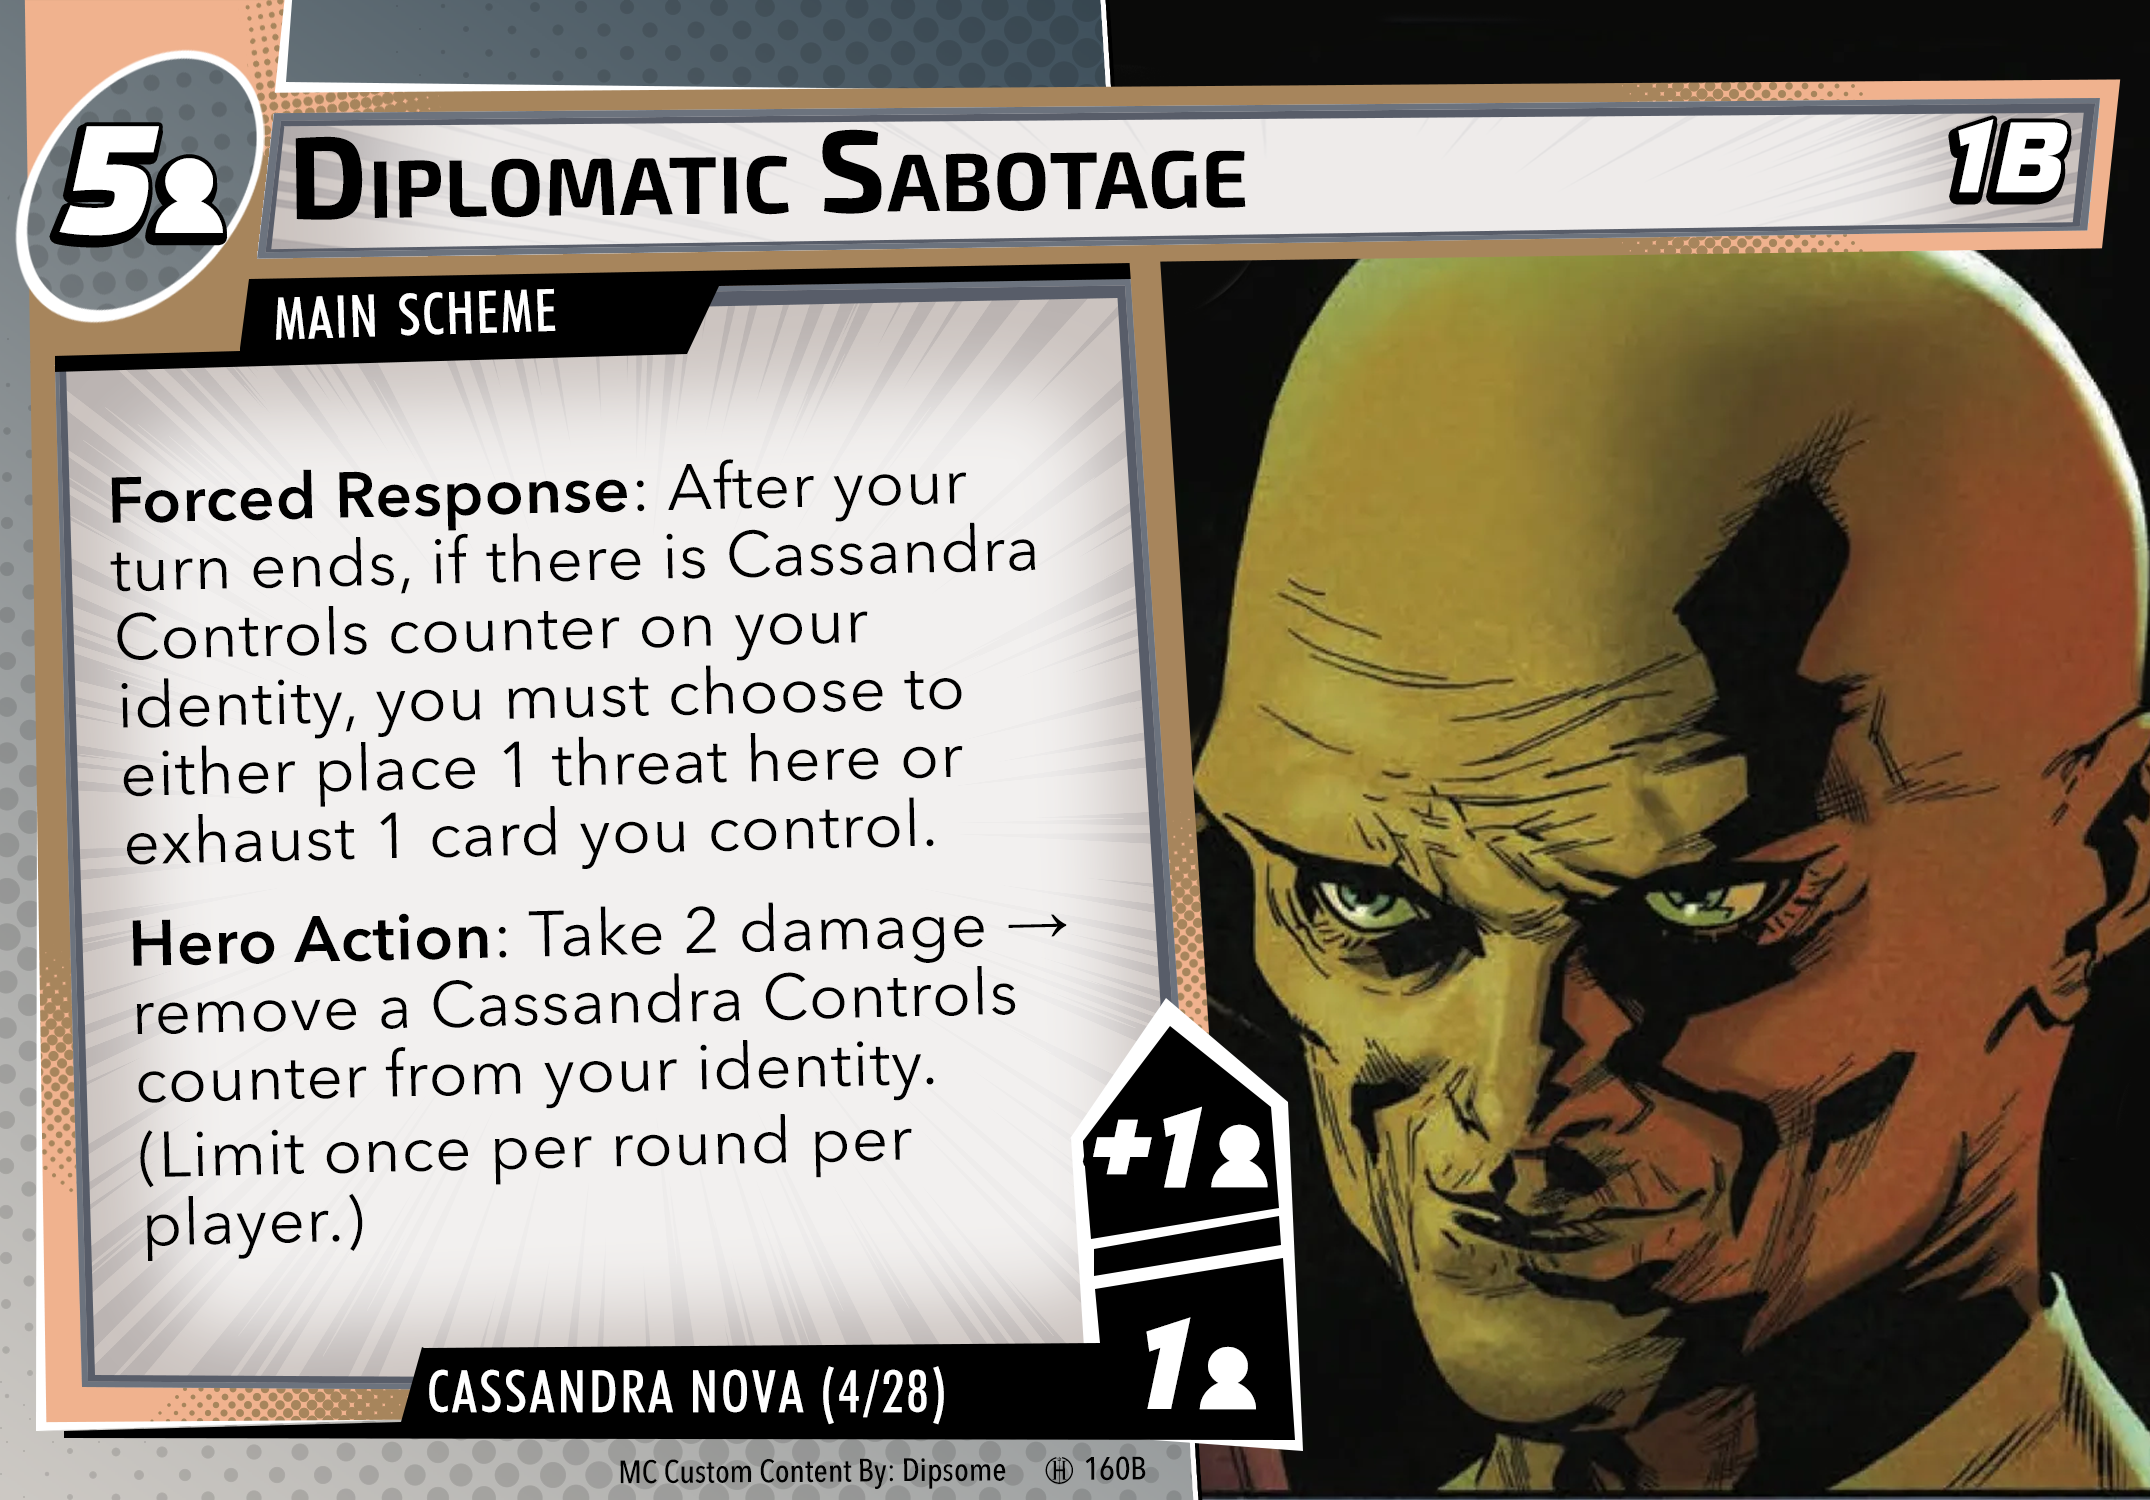 5
DIPLOMATIC SABOTAGE
1B
MAIN SCHEME
Forced Response: After your
turn ends, if there is Cassandra
Controls counter on your
identity, you must choose to
either place 1 threat here or
exhaust 1 card you control.
Hero Action: Take 2 damage →
remove a Cassandra Controls
counter from your identity.
(Limit once per round per
player.)
+1
1
CASSANDRA NOVA (4/28)
MC Custom Content By: Dipsome H 160B